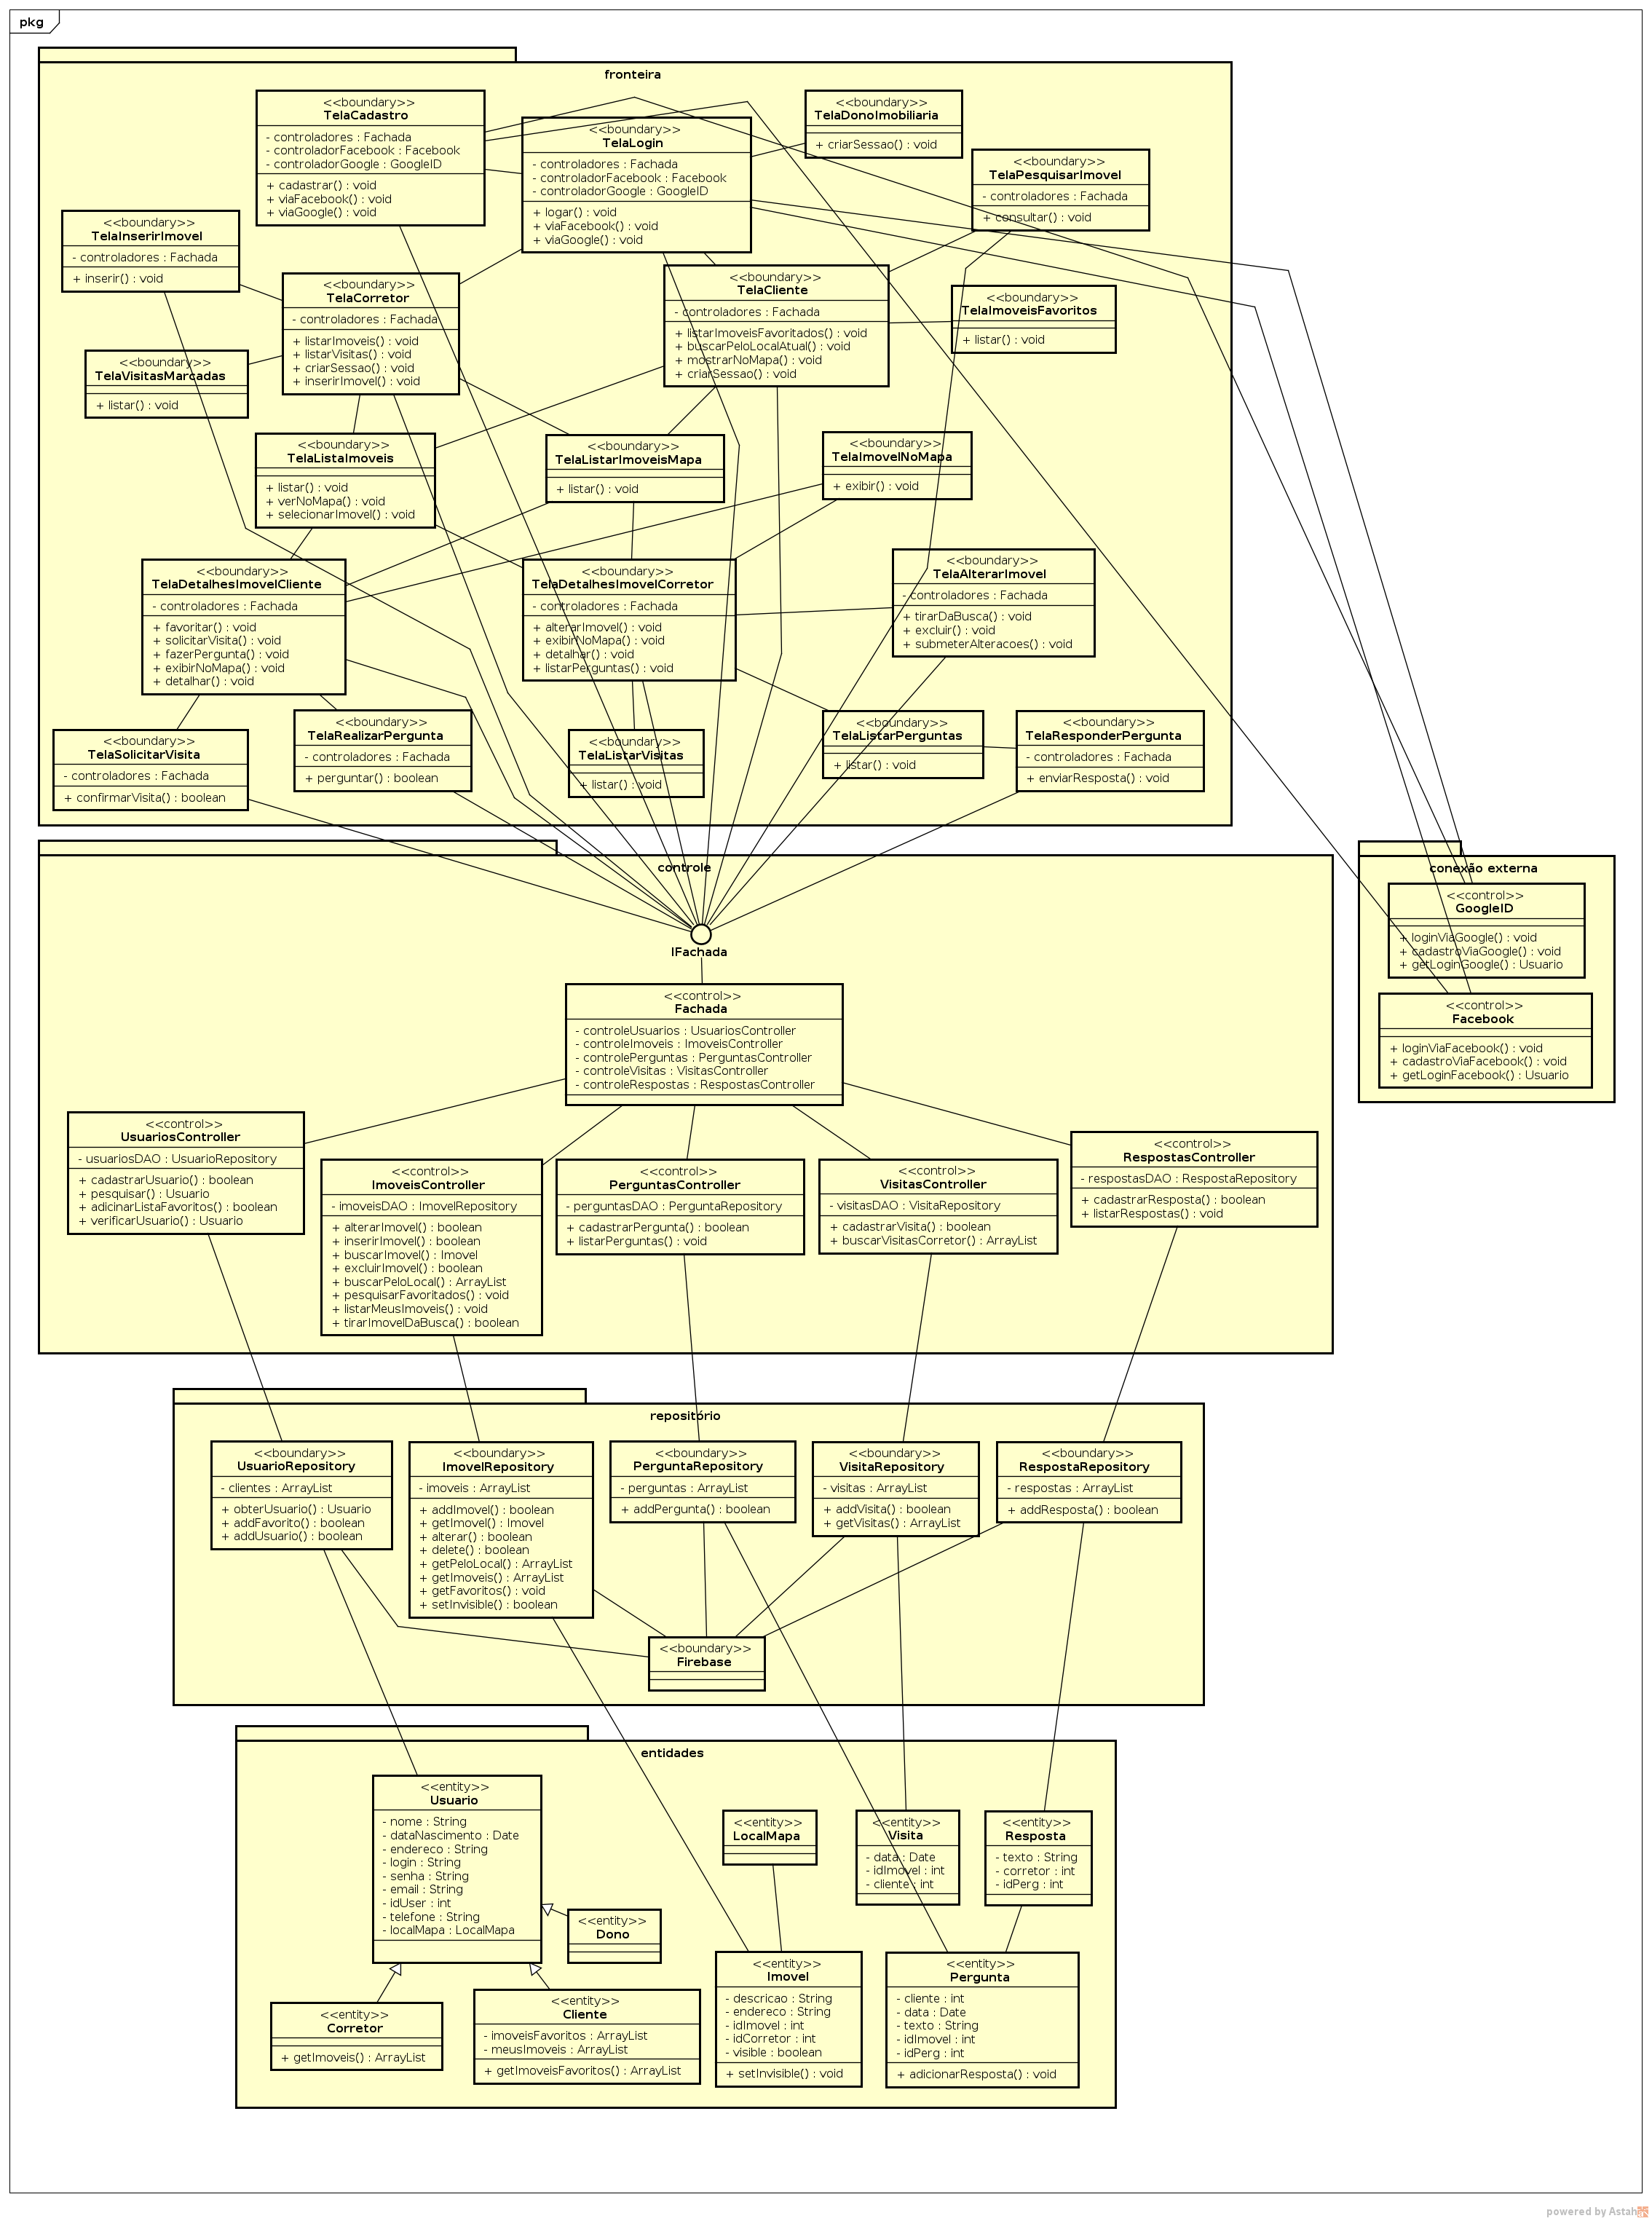 pkg
fronteira
<<boundary>>
TelaCadastro
- controladores : Fachada
- controladorFacebook : Facebook
- controladorGoogle : GoogleID
+ cadastrar() : void
+ viaFacebook() : void
+ viaGoogle() : void
<<boundary>>
TelaLogin
- controladores : Fachada
- controladorFacebook : Facebook
- controladorGoogle : GoogleID
+ logar() : void
+ viaFacebook() : void
+ viaGoogle() : void
<<boundary>>
TelaDonoImobiliaria
+ criarSessao() : void
<<boundary>>
TelaPesquisarImovel
- controladores : Fachada
+ consultar() : void
<<boundary>>
TelaInserirImovel
- controladores : Fachada
+ inserir() : void
<<boundary>>
TelaCorretor
- controladores : Fachada
+ listarImoveis() : void
+ listarVisitas() : void
+ criarSessao() : void
+ inserirImovel() : void
<<boundary>>
TelaCliente
- controladores : Fachada
+ listarImoveisFavoritados() : void
+ buscarPeloLocalAtual() : void
+ mostrarNoMapa() : void
+ criarSessao() : void
<<boundary>>
TelaImoveisFavoritos
+ listar() : void
<<boundary>>
TelaVisitasMarcadas
+ listar() : void
<<boundary>>
TelaListaImoveis
+ listar() : void
+ verNoMapa() : void
+ selecionarImovel() : void
<<boundary>>
TelaListarImoveisMapa
+ listar() : void
<<boundary>>
TelaImovelNoMapa
+ exibir() : void
<<boundary>>
TelaDetalhesImovelCliente
- controladores : Fachada
+ favoritar() : void
+ solicitarVisita() : void
+ fazerPergunta() : void
+ exibirNoMapa() : void
+ detalhar() : void
<<boundary>>
TelaDetalhesImovelCorretor
- controladores : Fachada
+ alterarImovel() : void
+ exibirNoMapa() : void
+ detalhar() : void
+ listarPerguntas() : void
<<boundary>>
TelaAlterarImovel
- controladores : Fachada
+ tirarDaBusca() : void
+ excluir() : void
+ submeterAlteracoes() : void
<<boundary>>
TelaSolicitarVisita
- controladores : Fachada
+ confirmarVisita() : boolean
<<boundary>>
TelaRealizarPergunta
- controladores : Fachada
+ perguntar() : boolean
<<boundary>>
TelaListarVisitas
+ listar() : void
<<boundary>>
TelaListarPerguntas
+ listar() : void
<<boundary>>
TelaResponderPergunta
- controladores : Fachada
+ enviarResposta() : void
controle
IFachada
<<control>>
Fachada
- controleUsuarios : UsuariosController
- controleImoveis : ImoveisController
- controlePerguntas : PerguntasController
- controleVisitas : VisitasController
- controleRespostas : RespostasController
conexão externa
<<control>>
GoogleID
+ loginViaGoogle() : void
+ cadastroViaGoogle() : void
+ getLoginGoogle() : Usuario
<<control>>
Facebook
+ loginViaFacebook() : void
+ cadastroViaFacebook() : void
+ getLoginFacebook() : Usuario
<<control>>
UsuariosController
- usuariosDAO : UsuarioRepository
+ cadastrarUsuario() : boolean
+ pesquisar() : Usuario
+ adicinarListaFavoritos() : boolean
+ verificarUsuario() : Usuario
<<control>>
ImoveisController
- imoveisDAO : ImovelRepository
+ alterarImovel() : boolean
+ inserirImovel() : boolean
+ buscarImovel() : Imovel
+ excluirImovel() : boolean
+ buscarPeloLocal() : ArrayList
+ pesquisarFavoritados() : void
+ listarMeusImoveis() : void
+ tirarImovelDaBusca() : boolean
<<control>>
PerguntasController
- perguntasDAO : PerguntaRepository
+ cadastrarPergunta() : boolean
+ listarPerguntas() : void
<<control>>
VisitasController
- visitasDAO : VisitaRepository
+ cadastrarVisita() : boolean
+ buscarVisitasCorretor() : ArrayList
<<control>>
RespostasController
- respostasDAO : RespostaRepository
+ cadastrarResposta() : boolean
+ listarRespostas() : void
repositório
<<boundary>>
UsuarioRepository
- clientes : ArrayList
+ obterUsuario() : Usuario
+ addFavorito() : boolean
+ addUsuario() : boolean
<<boundary>>
ImovelRepository
- imoveis : ArrayList
+ addImovel() : boolean
+ getImovel() : Imovel
+ alterar() : boolean
+ delete() : boolean
+ getPeloLocal() : ArrayList
+ getImoveis() : ArrayList
+ getFavoritos() : void
+ setInvisible() : boolean
<<boundary>>
PerguntaRepository
- perguntas : ArrayList
+ addPergunta() : boolean
<<boundary>>
VisitaRepository
- visitas : ArrayList
+ addVisita() : boolean
+ getVisitas() : ArrayList
<<boundary>>
RespostaRepository
- respostas : ArrayList
+ addResposta() : boolean
<<boundary>>
Firebase
entidades
<<entity>>
Usuario
- nome : String
- dataNascimento : Date
- endereco : String
- login : String
- senha : String
- email : String
- idUser : int
- telefone : String
- localMapa : LocalMapa
<<entity>>
LocalMapa
<<entity>>
Visita
- data : Date
- idImovel : int
- cliente : int
<<entity>>
Resposta
- texto : String
- corretor : int
- idPerg : int
<<entity>>
Dono
<<entity>>
Corretor
+ getImoveis() : ArrayList
<<entity>>
Cliente
- imoveisFavoritos : ArrayList
- meusImoveis : ArrayList
+ getImoveisFavoritos() : ArrayList
<<entity>>
Imovel
- descricao : String
- endereco : String
- idImovel : int
- idCorretor : int
- visible : boolean
+ setInvisible() : void
<<entity>>
Pergunta
- cliente : int
- data : Date
- texto : String
- idImovel : int
- idPerg : int
+ adicionarResposta() : void
powered by Astah